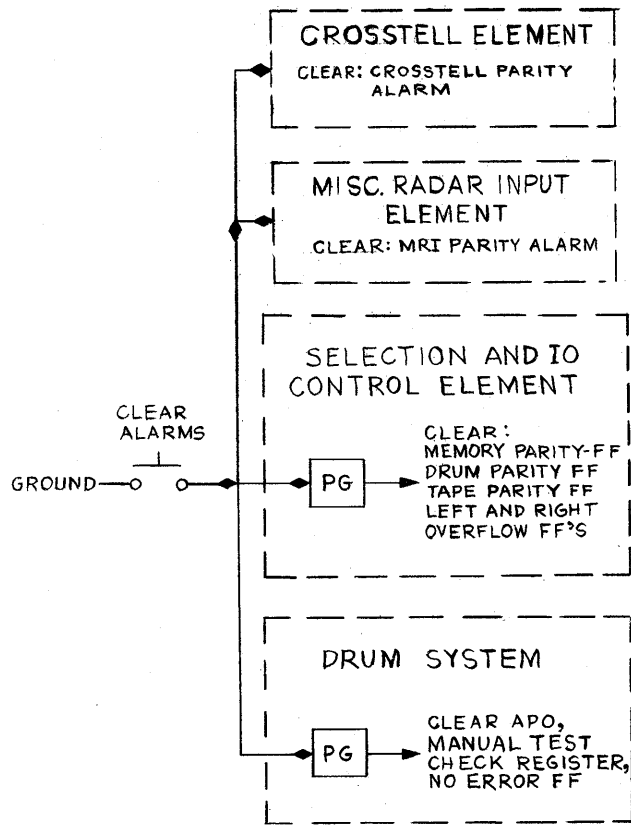 CROSSTELL ELEMENT
CLEAR: CROSSTELL PARITY
ALARM
MISC. RADAR INPUT
ELEMENT
CLEAR: MRI PARITY ALARM
SELECTION AND IO
CONTROL ELEMENT
CLEAR
ALARMS
GROUND
PG
CLEAR:
MEMORY PARITY-FF
DRUM PARITY FF
TAPE PARITY FF
LEFT AND RIGHT
OVERFLOW FF'S
DRUM SYSTEM
PG
CLEAR APO,
MANUAL TEST
CHECK REGISTER,
NO ERROR FF